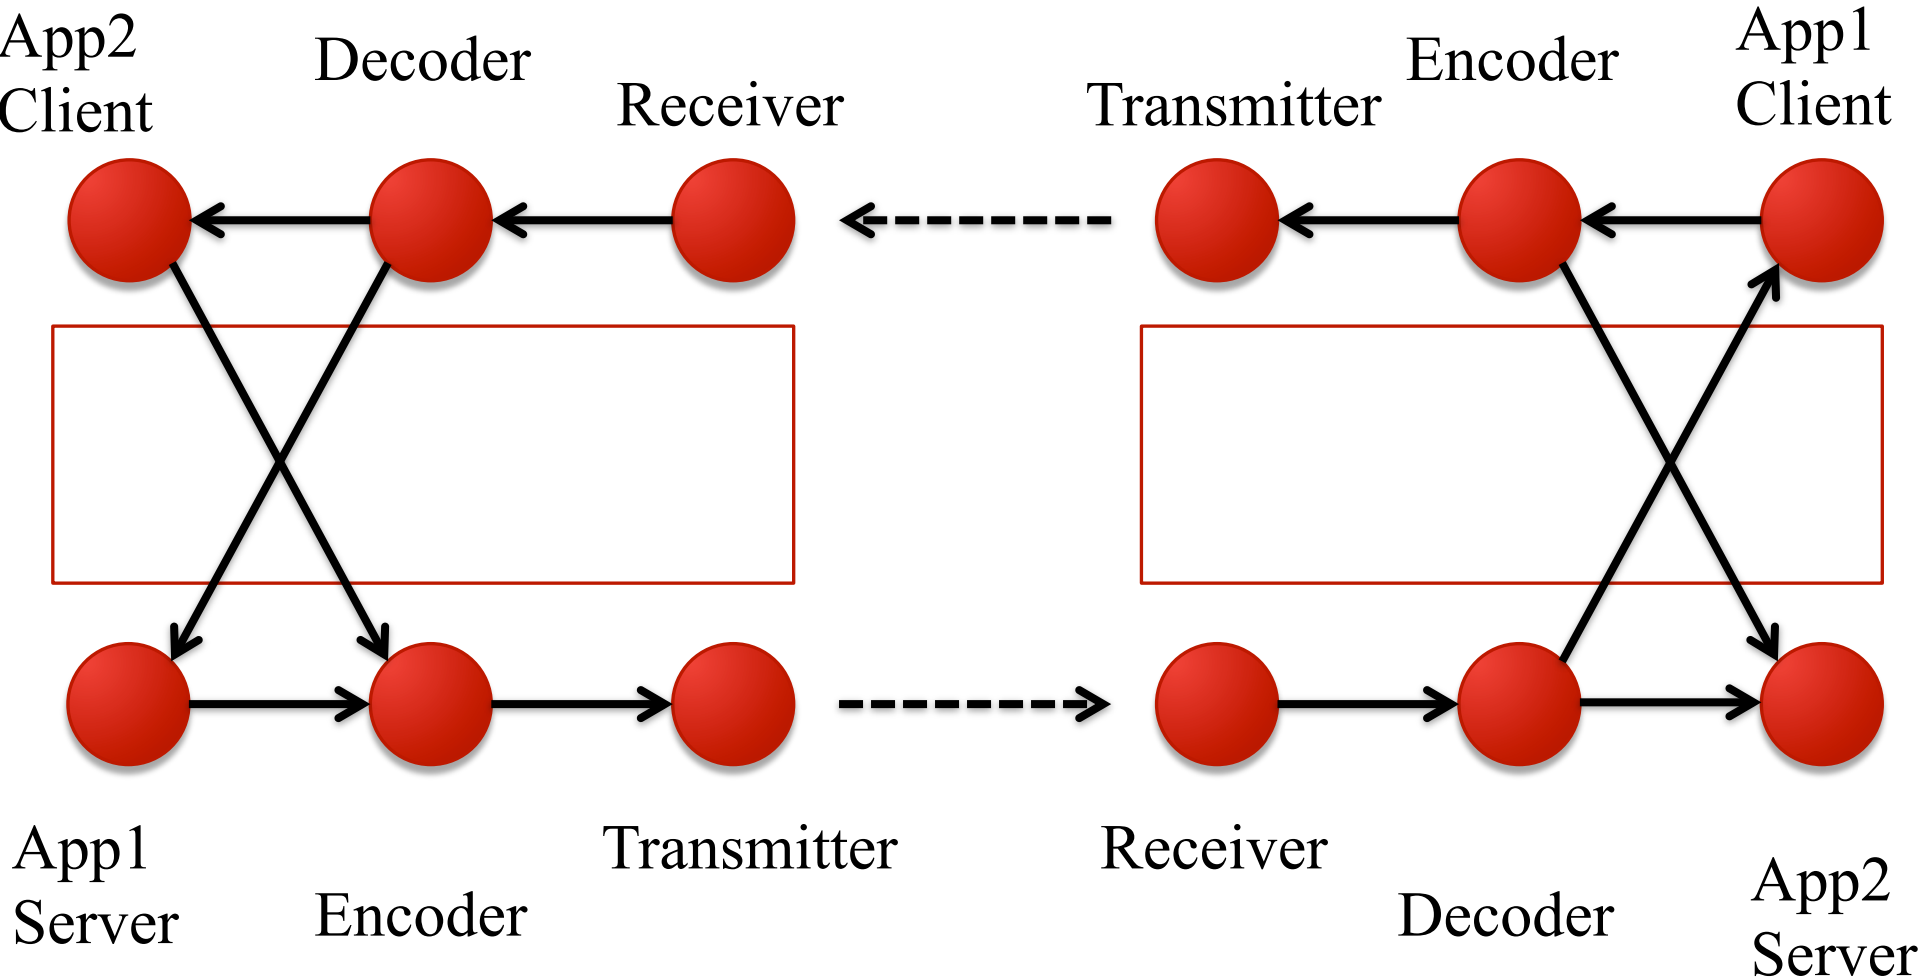 App2
Client
Decoder
Receiver
Transmitter
Encoder
App1
Client
App1
Server
Encoder
Transmitter
Receiver
Decoder
App2
Server